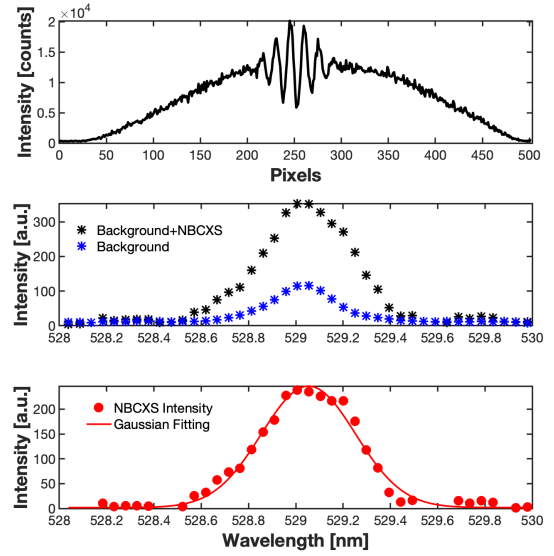 ×10⁴
2
1.5
1
0.5
0
Intensity [counts]
0 50 100 150 200 250 300 350 400 450 500
Pixels
300
200
100
0
Intensity [a.u.]
Background+NBCXS
Background
528 528.2 528.4 528.6 528.8 529 529.2 529.4 529.6 529.8 530
200
150
100
50
0
Intensity [a.u.]
NBCXS Intensity
Gaussian Fitting
528 528.2 528.4 528.6 528.8 529 529.2 529.4 529.6 529.8 530
Wavelength [nm]